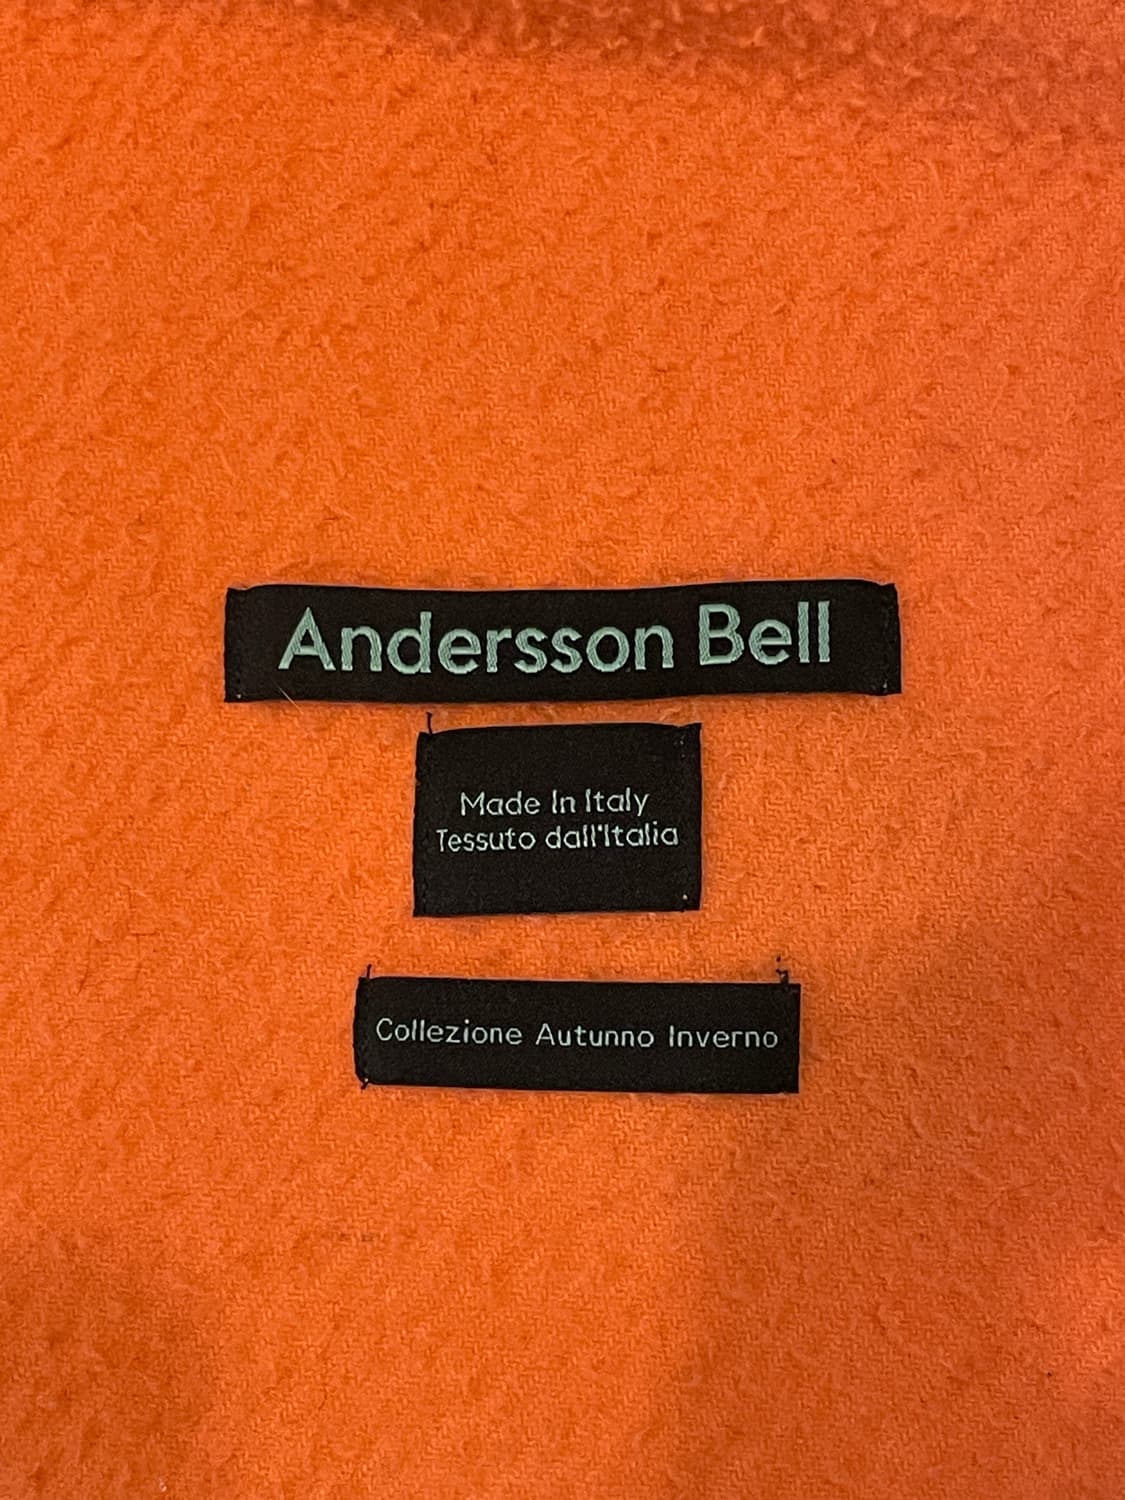 Andersson Bell
Made In Italy
Tessuto dall'Italia
Collezione Autunno Inverno